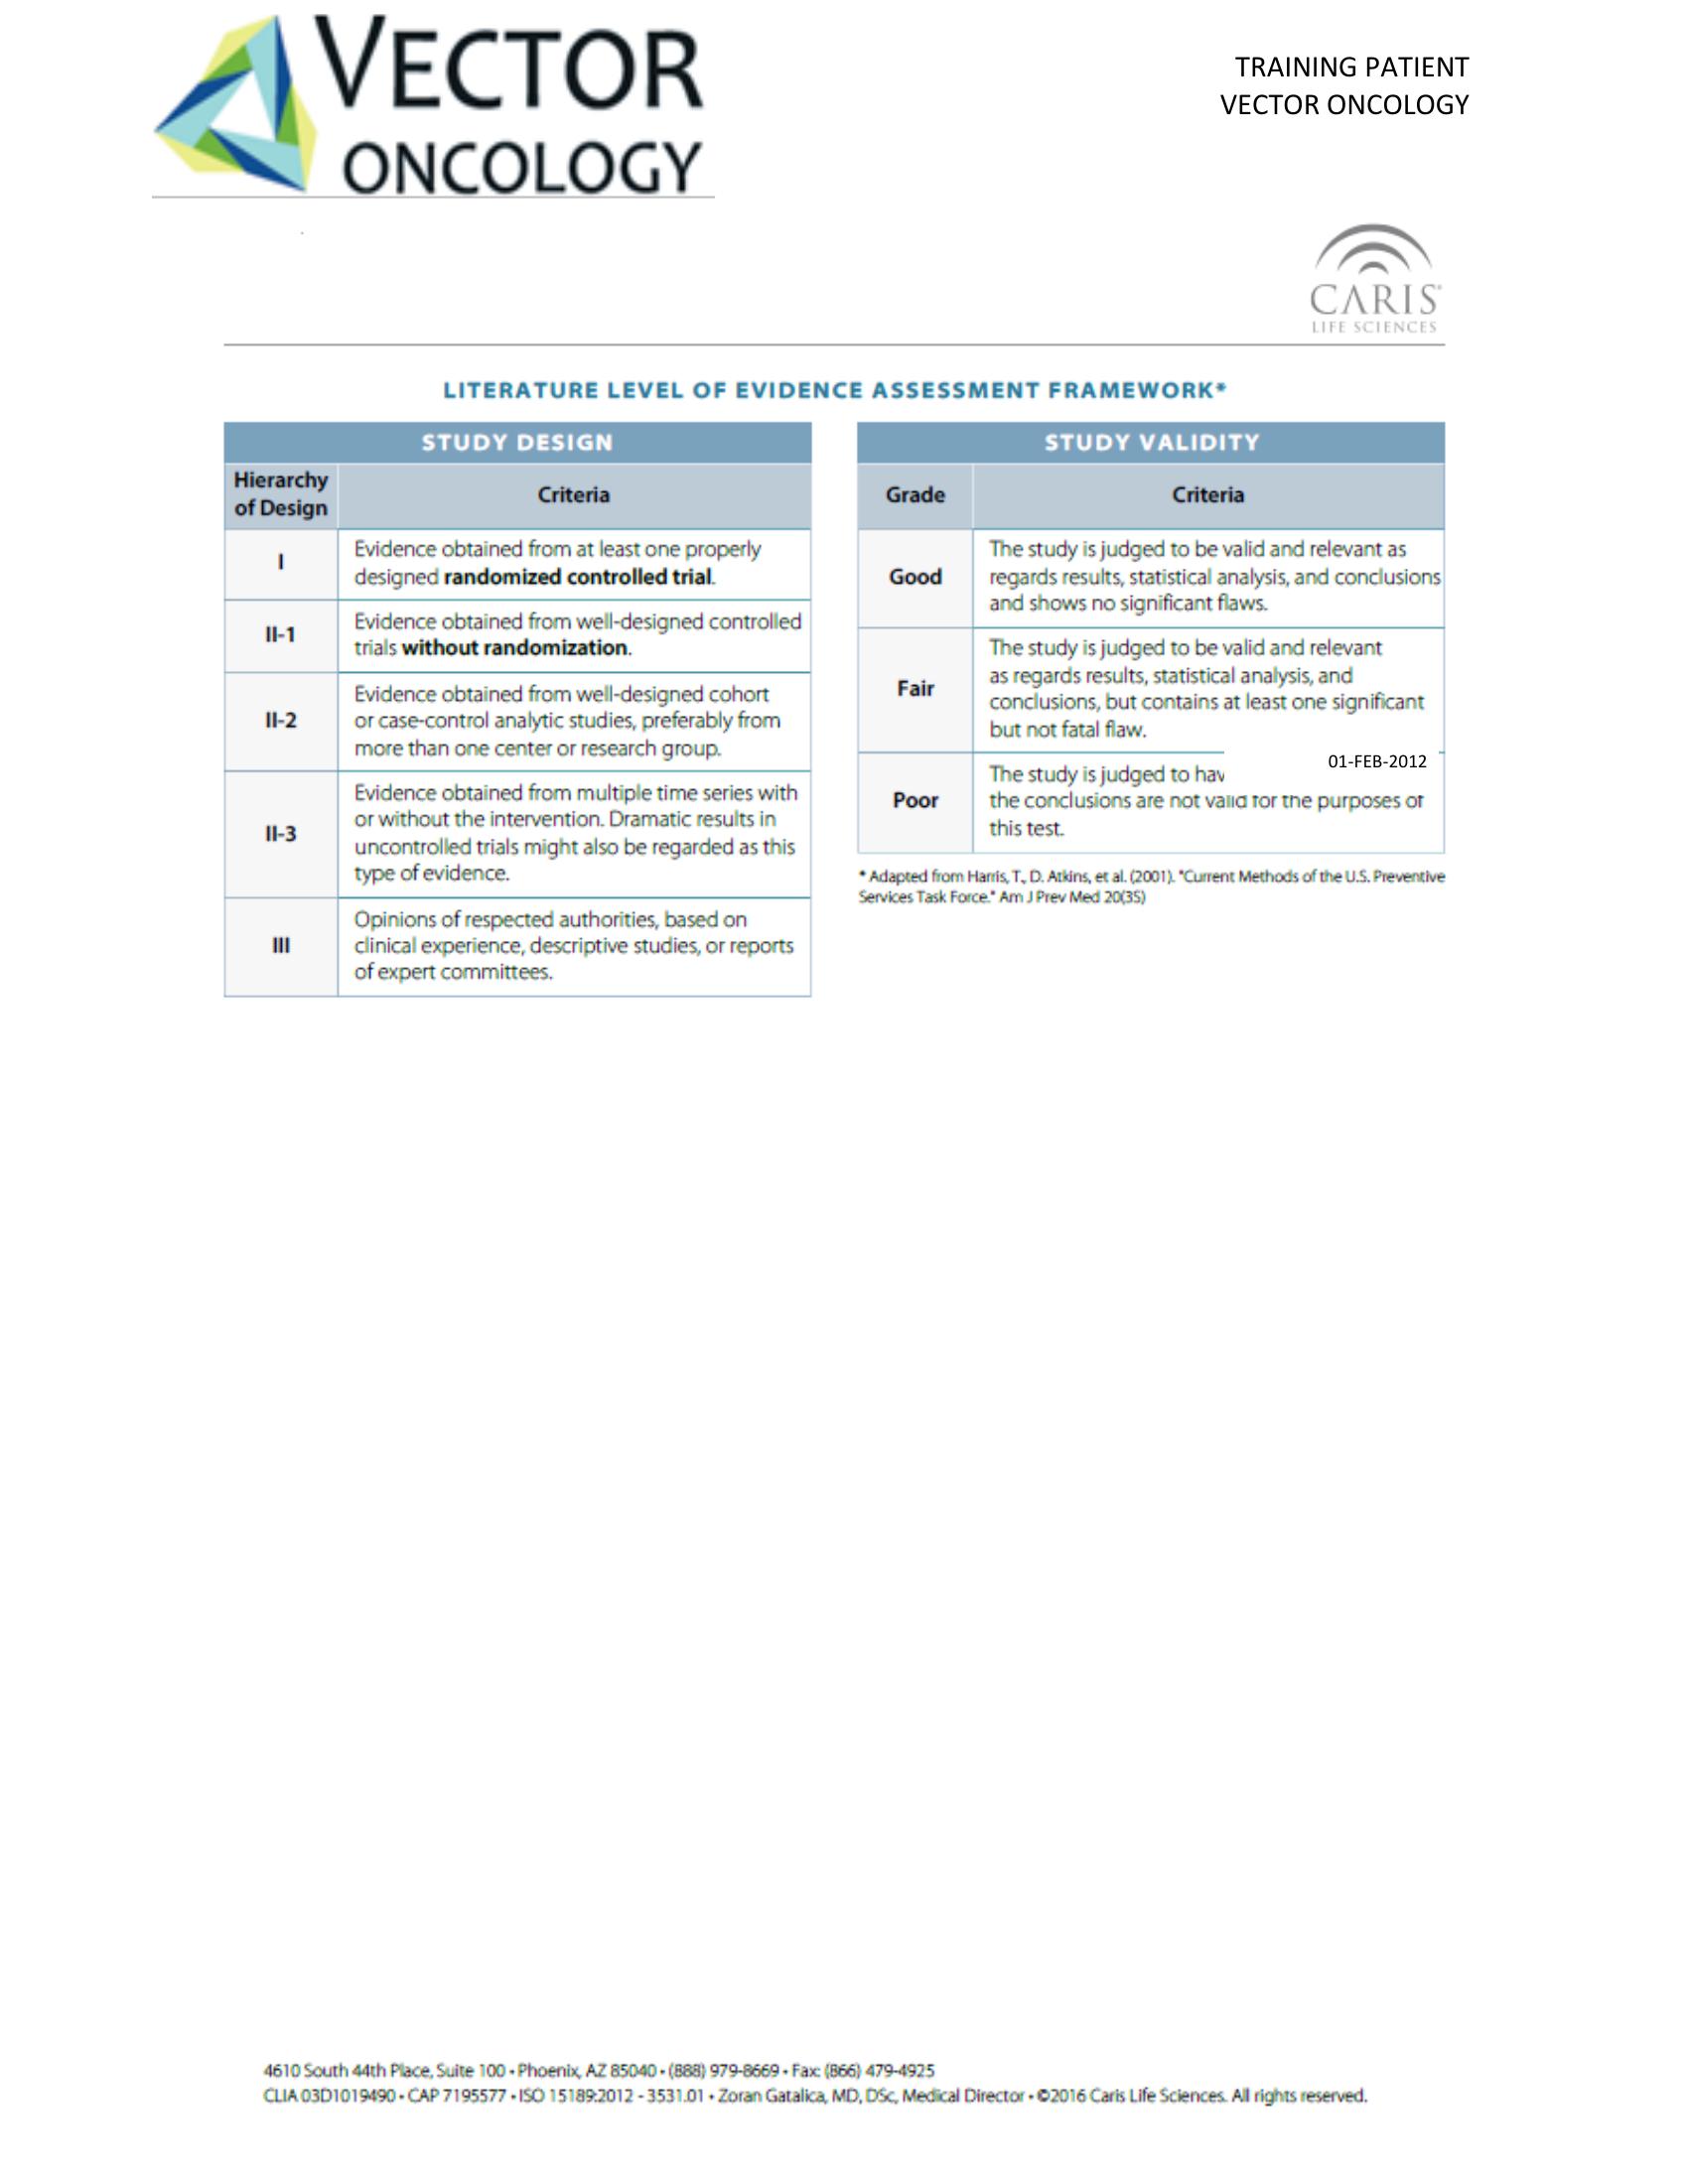 VECTOR
ONCOLOGY
TRAINING PATIENT
VECTOR ONCOLOGY
CARIS
LIFE SCIENCES
LITERATURE LEVEL OF EVIDENCE ASSESSMENT FRAMEWORK*
STUDY DESIGN
Hierarchy
of Design
Criteria
I
Evidence obtained from at least one properly
designed randomized controlled trial.
II-1
Evidence obtained from well-designed controlled
trials without randomization.
II-2
Evidence obtained from well-designed cohort
or case-control analytic studies, preferably from
more than one center or research group.
II-3
Evidence obtained from multiple time series with
or without the intervention. Dramatic results in
uncontrolled trials might also be regarded as this
type of evidence.
III
Opinions of respected authorities, based on
clinical experience, descriptive studies, or reports
of expert committees.
STUDY VALIDITY
Grade
Criteria
Good
The study is judged to be valid and relevant as
regards results, statistical analysis, and conclusions
and shows no significant flaws.
Fair
The study is judged to be valid and relevant
as regards results, statistical analysis, and
conclusions, but contains at least one significant
but not fatal flaw.
01-FEB-2012
Poor
The study is judged to hav
the conclusions are not valid for the purposes of
this test.
* Adapted from Harris, T., D. Atkins, et al. (2001). "Current Methods of the U.S. Preventive
Services Task Force." Am J Prev Med 20(3S)
4610 South 44th Place, Suite 100 • Phoenix, AZ 85040 • (888) 979-8669 • Fax: (866) 479-4925
CLIA 03D1019490 • CAP 7195577 • ISO 15189:2012 - 3531.01 • Zoran Gatalica, MD, DSc, Medical Director • ©2016 Caris Life Sciences. All rights reserved.